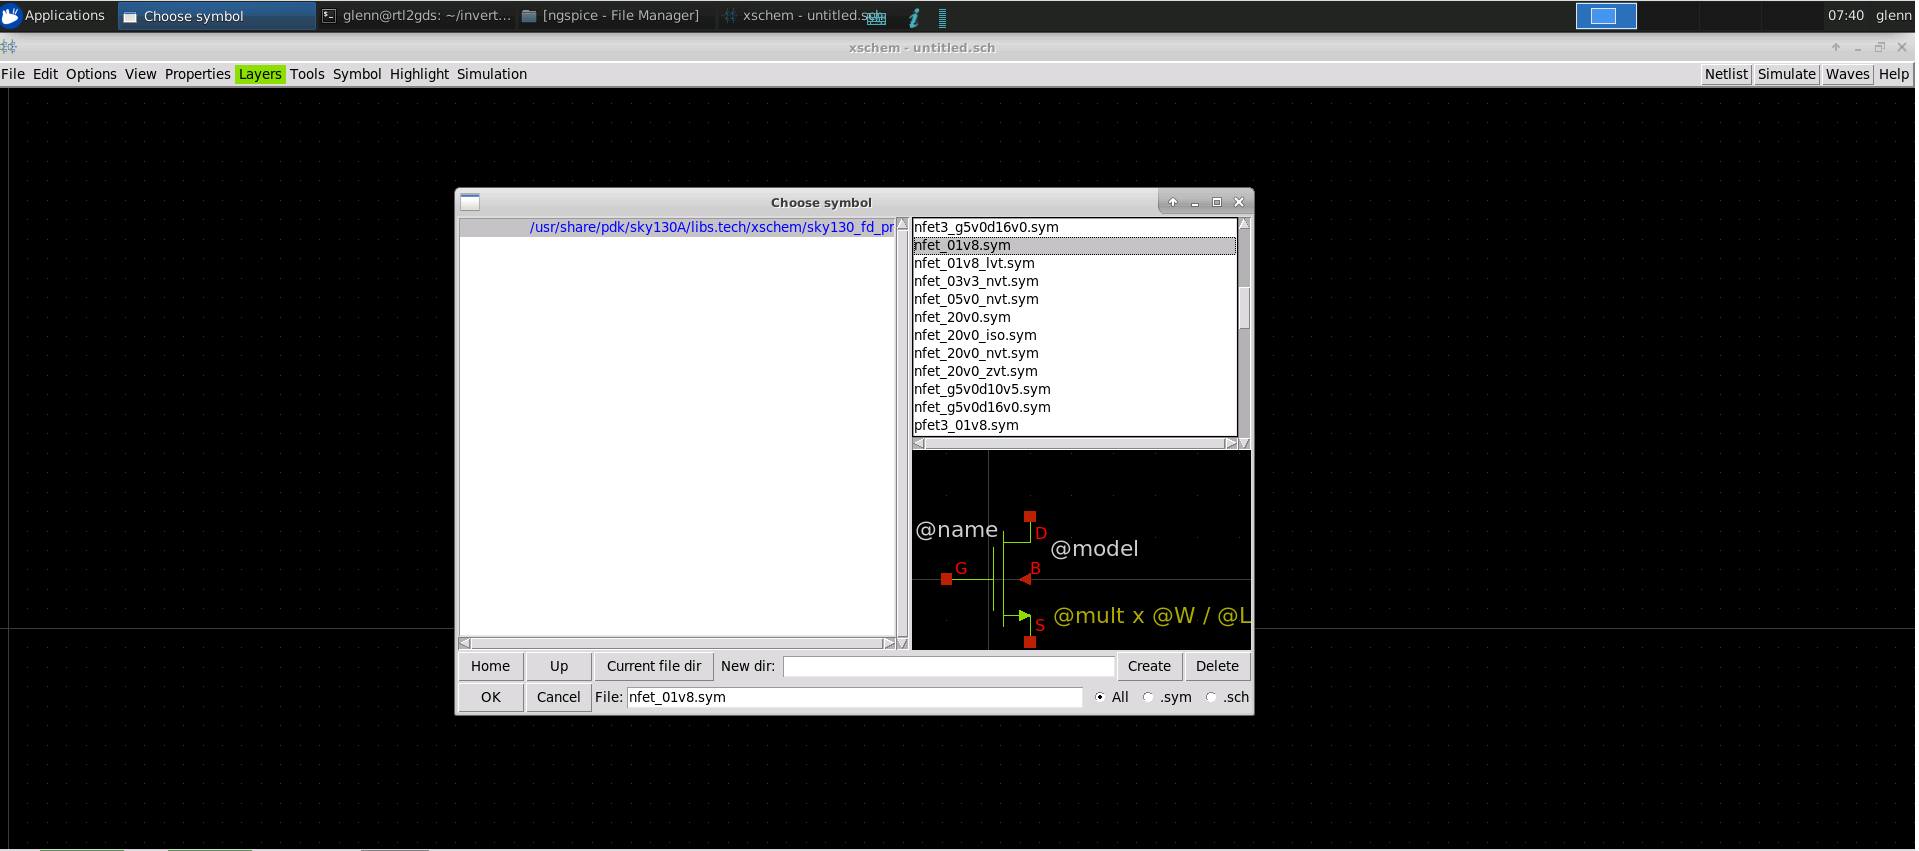 Applications Choose symbol glenn@rtl2gds: ~/invert... [ngspice - File Manager] xschem - untitled. 07:40 glenn
xschem - untitled.sch
File Edit Options View Properties Layers Tools Symbol Highlight Simulation Netlist Simulate Waves Help
Choose symbol
/usr/share/pdk/sky130A/libs.tech/xschem/sky130_fd_pr
nfet3_g5v0d16v0.sym
nfet_01v8.sym
nfet_01v8_lvt.sym
nfet_03v3_nvt.sym
nfet_05v0_nvt.sym
nfet_20v0.sym
nfet_20v0_iso.sym
nfet_20v0_nvt.sym
nfet_20v0_zvt.sym
nfet_g5v0d10v5.sym
nfet_g5v0d16v0.sym
pfet3_01v8.sym
@name
D
@model
G
B
@mult x @W / @L
S
Home Up Current file dir New dir: Create Delete
OK Cancel File: nfet_01v8.sym All .sym .sch